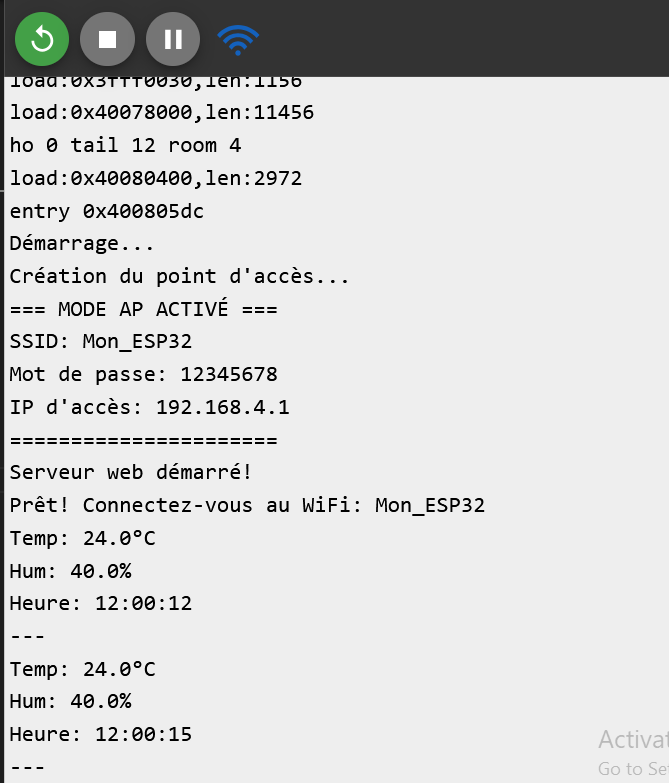 load:0x3fff0030,len:1156
load:0x40078000,len:11456
ho 0 tail 12 room 4
load:0x40080400,len:2972
entry 0x400805dc
Démarrage...
Création du point d'accès...
=== MODE AP ACTIVÉ ===
SSID: Mon_ESP32
Mot de passe: 12345678
IP d'accès: 192.168.4.1
======================
Serveur web démarré!
Prêt! Connectez-vous au WiFi: Mon_ESP32
Temp: 24.0°C
Hum: 40.0%
Heure: 12:00:12
---
Temp: 24.0°C
Hum: 40.0%
Heure: 12:00:15
---
Activat
Go to Se